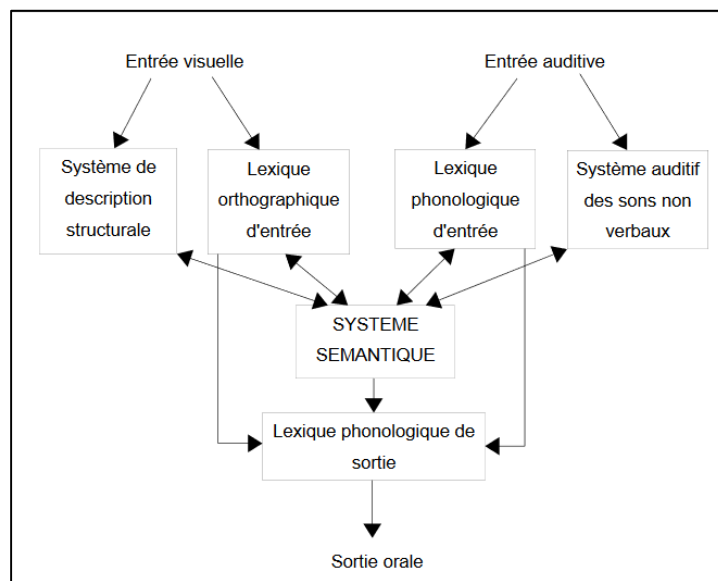 Entrée visuelle
Entrée auditive
Système de
description
structurale
Lexique
orthographique
d'entrée
Lexique
phonologique
d'entrée
Système auditif
des sons non
verbaux
SYSTEME
SEMANTIQUE
Lexique phonologique de
sortie
Sortie orale